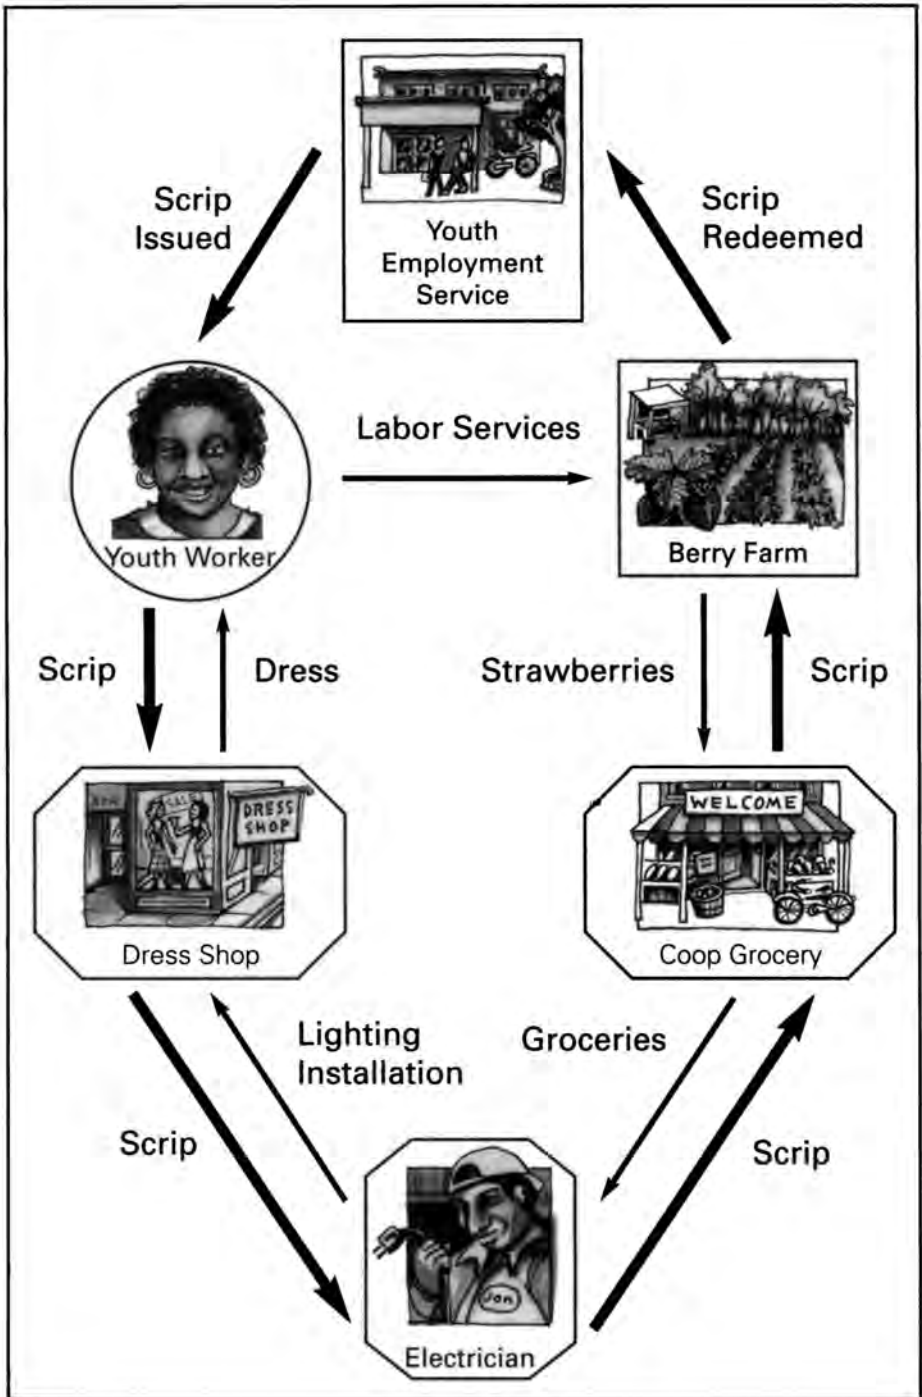 Scrip
Issued
Youth
Employment
Service
Scrip
Redeemed
Youth Worker
Labor Services
Berry Farm
Scrip
Dress
Strawberries
Scrip
SALE
DRESS
SHOP
Dress Shop
WELCOME
Coop Grocery
Lighting
Installation
Groceries
Scrip
Scrip
Jon
Electrician